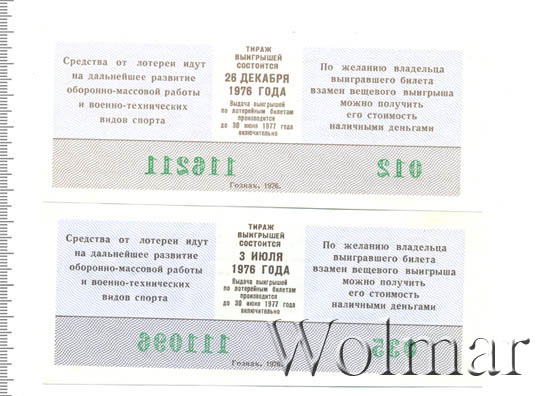 Средства от лотереи идут
на дальнейшее развитие
оборонно-массовой работы
и военно-технических
видов спорта
ТИРАЖ
ВЫИГРЫШЕЙ
СОСТОИТСЯ
26 ДЕКАБРЯ
1976 ГОДА
Выдача выигрышей
по лотерейным билетам
производится
до 30 июня 1977 года
включительно
По желанию владельца
выигравшего билета
взамен вещевого выигрыша
можно получить
его стоимость
наличными деньгами
116211
012
Гознак. 1976.
Средства от лотереи идут
на дальнейшее развитие
оборонно-массовой работы
и военно-технических
видов спорта
ТИРАЖ
ВЫИГРЫШЕЙ
СОСТОИТСЯ
3 ИЮЛЯ
1976 ГОДА
Выдача выигрышей
по лотерейным билетам
производится
до 30 июня 1977 года
включительно
По желанию владельца
выигравшего билета
взамен вещевого выигрыша
можно получить
его стоимость
наличными деньгами
111096
035
Гознак. 1976.
Wolmar